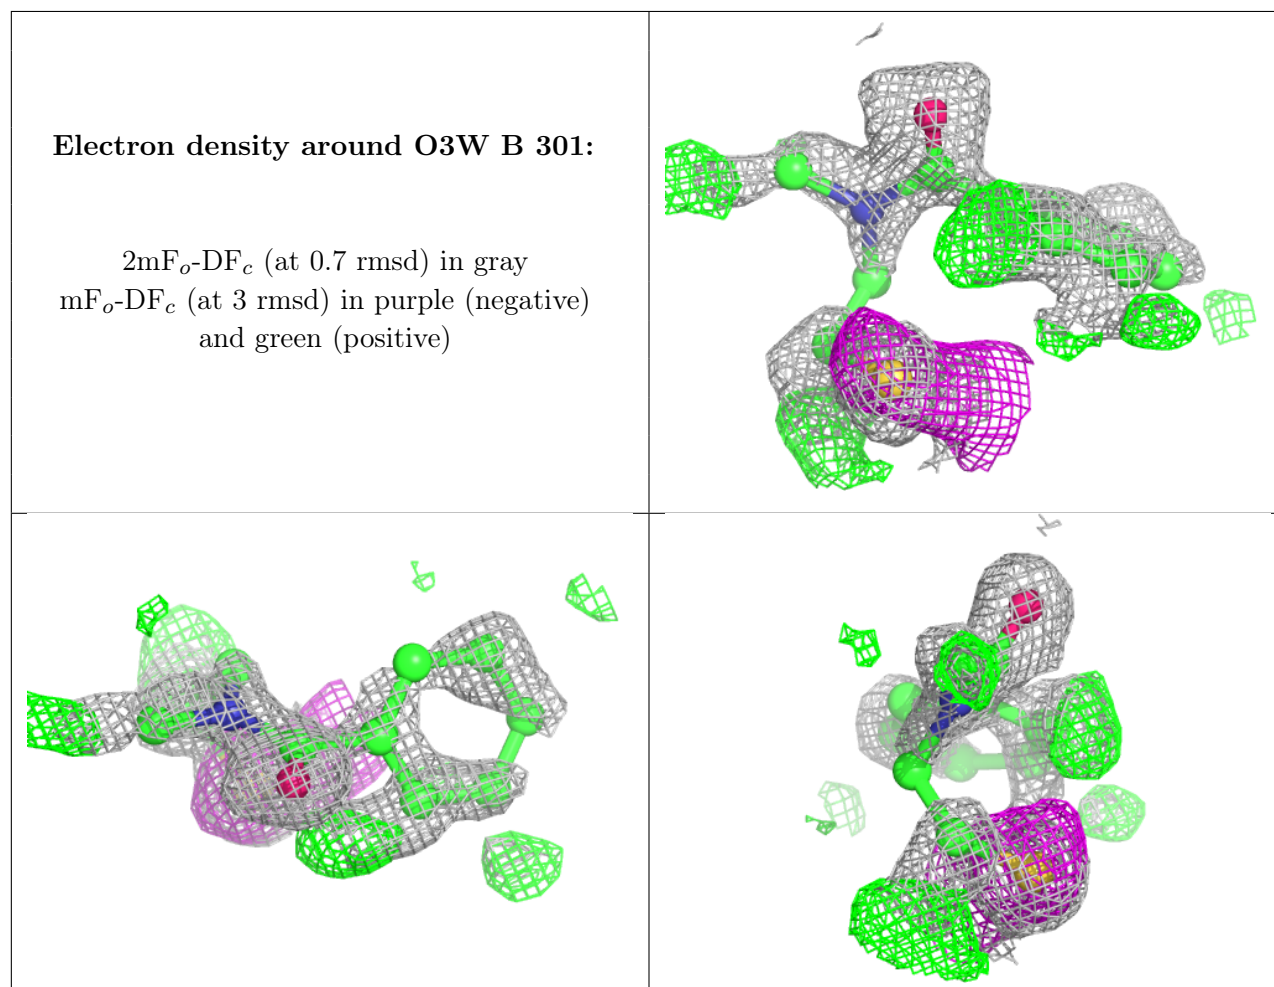 Electron density around O3W B 301:
2mFo-DFc (at 0.7 rmsd) in gray
mFo-DFc (at 3 rmsd) in purple (negative)
and green (positive)